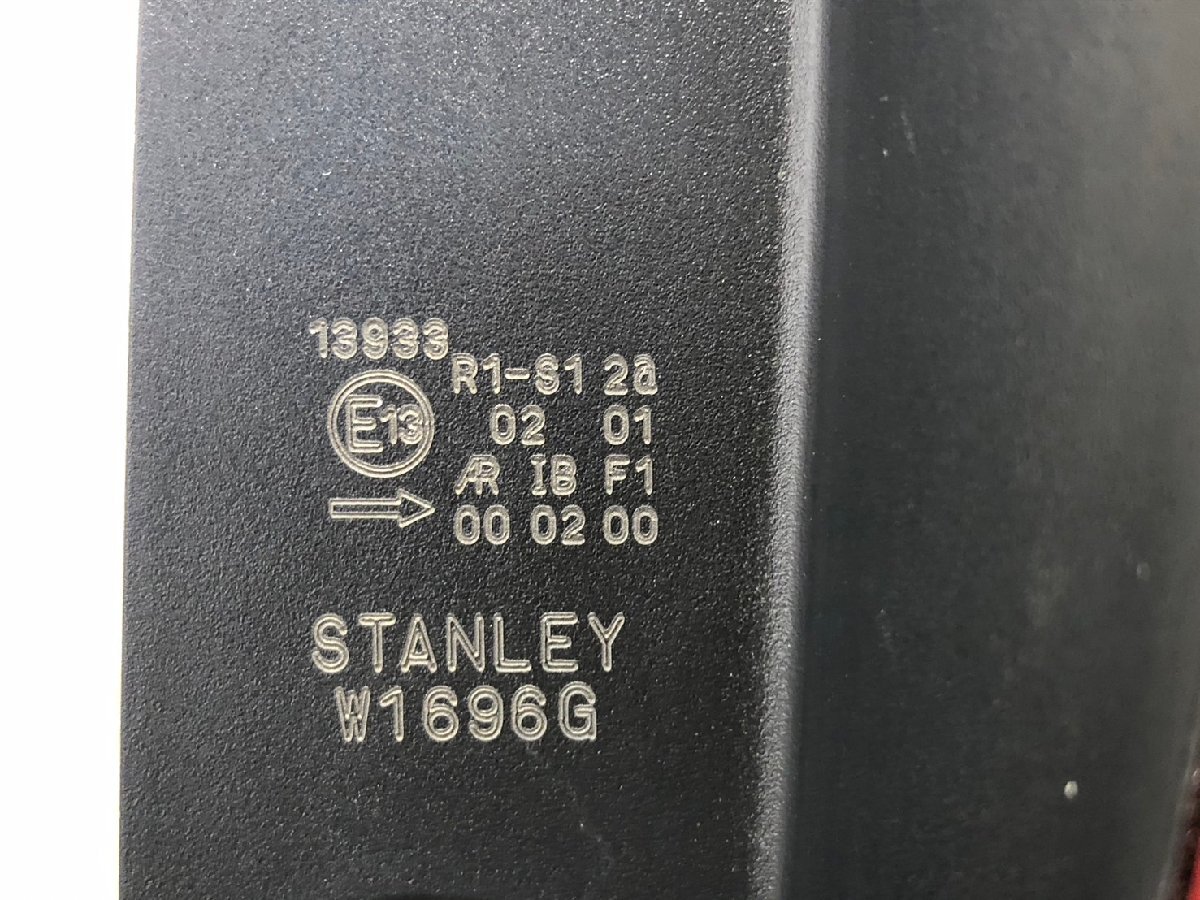 13933
E13
R1-S1 2a
02 01
AR IB F1
00 02 00
STANLEY
W1696G